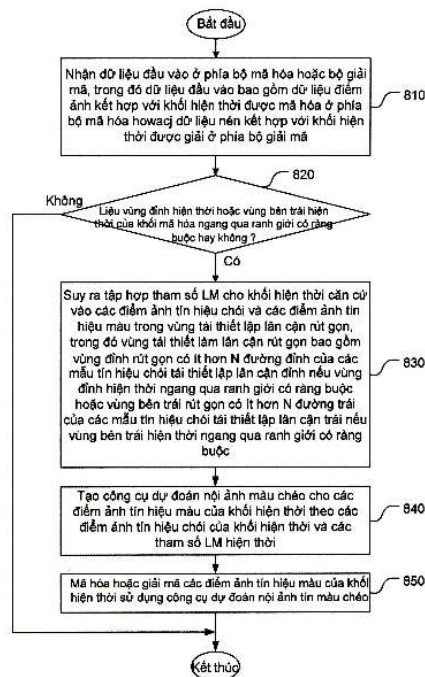 Bắt đầu
Nhận dữ liệu đầu vào ở phía bộ mã hóa hoặc bộ giải
mã, trong đó dữ liệu đầu vào bao gồm dữ liệu điểm
ảnh kết hợp với khối hiện thời được mã hóa ở phía
bộ mã hóa howacj dữ liệu nén kết hợp với khối hiện
thời được giải ở phía bộ giải mã
810
820
Không
Liệu vùng đỉnh hiện thời hoặc vùng bên trái hiện
thời của khối mã hóa ngang qua ranh giới có ràng
buộc hay không ?
Có
Suy ra tập hợp tham số LM cho khối hiện thời căn cứ
vào các điểm ảnh tín hiệu chói và các điểm ảnh tín
hiệu màu trong vùng tái thiết lập lân cận rút gọn,
trong đó vùng tái thiết lâm lân cận rút gọn bao gồm
vùng đỉnh rút gọn có ít hơn N đường đỉnh của các
mẫu tín hiệu chói tái thiết lập lân cận đỉnh nếu vùng
đỉnh hiện thời ngang qua ranh giới có ràng buộc
hoặc vùng bên trái rút gọn có ít hơn N đường trái
của các mẫu tín hiệu chói tái thiết lập lân cận trái nếu
vùng bên trái hiện thời ngang qua ranh giới có ràng
buộc
830
Tạo công cụ dự đoán nội ảnh màu chéo cho các
điểm ảnh tín hiệu màu của khối hiện thời theo các
điểm ảnh tín hiệu chói của khối hiện thời và các
tham số LM hiện thời
840
Mã hóa hoặc giải mã các điểm ảnh tín hiệu màu của khối
hiện thời sử dụng công cụ dự đoán nội ảnh tín màu chéo
850
Kết thúc